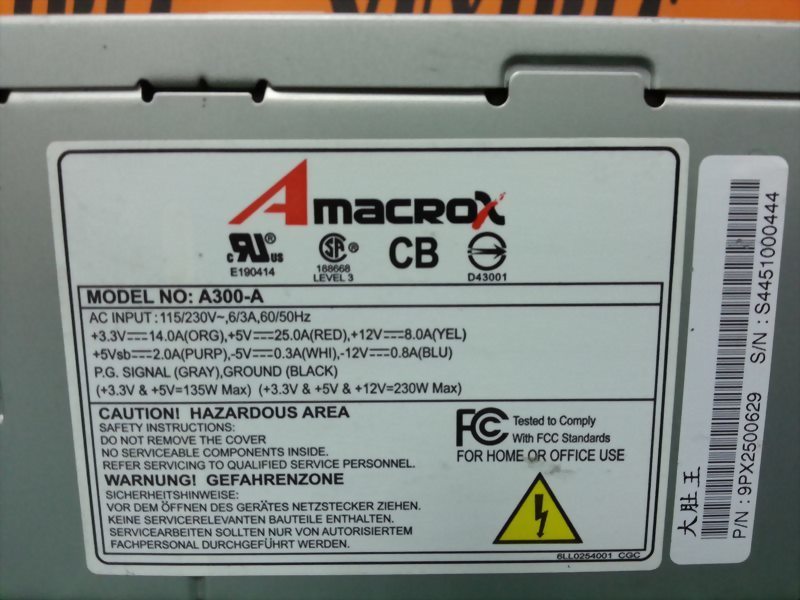 Amacrox
c RU ® US
E190414
SA ®
188668
LEVEL 3
CB
D43001
MODEL NO: A300-A
AC INPUT : 115/230V~,6/3A,60/50Hz
+3.3V⎓14.0A(ORG),+5V⎓25.0A(RED),+12V⎓8.0A(YEL)
+5Vsb⎓2.0A(PURP),-5V⎓0.3A(WHI),-12V⎓0.8A(BLU)
P.G. SIGNAL (GRAY),GROUND (BLACK)
(+3.3V & +5V=135W Max) (+3.3V & +5V & +12V=230W Max)
CAUTION! HAZARDOUS AREA
SAFETY INSTRUCTIONS:
DO NOT REMOVE THE COVER
NO SERVICEABLE COMPONENTS INSIDE.
REFER SERVICING TO QUALIFIED SERVICE PERSONNEL.
WARNUNG! GEFAHRENZONE
SICHERHEITSHINWEISE:
VOR DEM ÖFFNEN DES GERÄTES NETZSTECKER ZIEHEN.
KEINE SERVICERELEVANTEN BAUTEILE ENTHALTEN.
SERVICEARBEITEN SOLLTEN NUR VON AUTORISIERTEM
FACHPERSONAL DURCHGEFÜHRT WERDEN.
FCC Tested to Comply
With FCC Standards
FOR HOME OR OFFICE USE
6LL0254001 CGC
大肚王
P/N : 9PX2500629 S/N : S4451000444